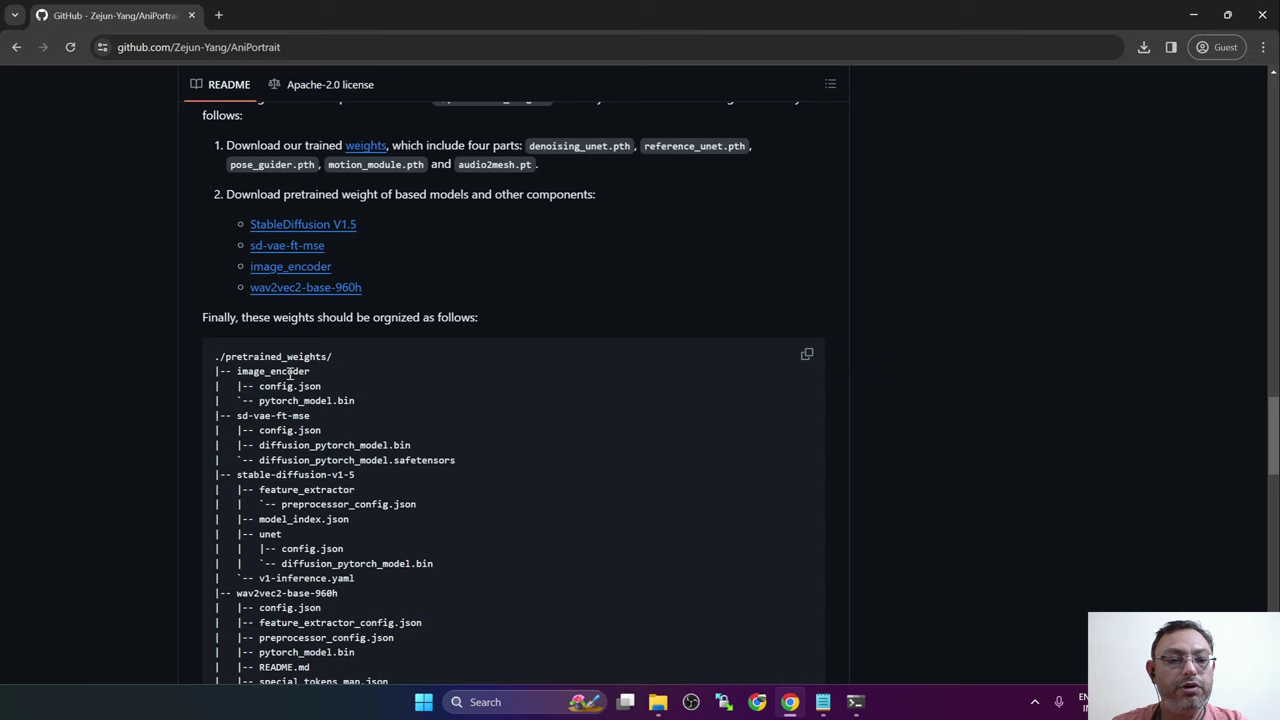 GitHub - Zejun-Yang/AniPortrai
github.com/Zejun-Yang/AniPortrait
Guest
README
Apache-2.0 license
follows:
1. Download our trained weights, which include four parts: denoising_unet.pth, reference_unet.pth,
pose_guider.pth, motion_module.pth and audio2mesh.pt.
2. Download pretrained weight of based models and other components:
StableDiffusion V1.5
sd-vae-ft-mse
image_encoder
wav2vec2-base-960h
Finally, these weights should be orgnized as follows:
./pretrained_weights/
|-- image_encoder
|   |-- config.json
|   `-- pytorch_model.bin
|-- sd-vae-ft-mse
|   |-- config.json
|   |-- diffusion_pytorch_model.bin
|   `-- diffusion_pytorch_model.safetensors
|-- stable-diffusion-v1-5
|   |-- feature_extractor
|   |   `-- preprocessor_config.json
|   |-- model_index.json
|   |-- unet
|   |   |-- config.json
|   |   `-- diffusion_pytorch_model.bin
|   `-- v1-inference.yaml
|-- wav2vec2-base-960h
|   |-- config.json
|   |-- feature_extractor_config.json
|   |-- preprocessor_config.json
|   |-- pytorch_model.bin
|   |-- README.md
|   |-- special_tokens_map.json
Search